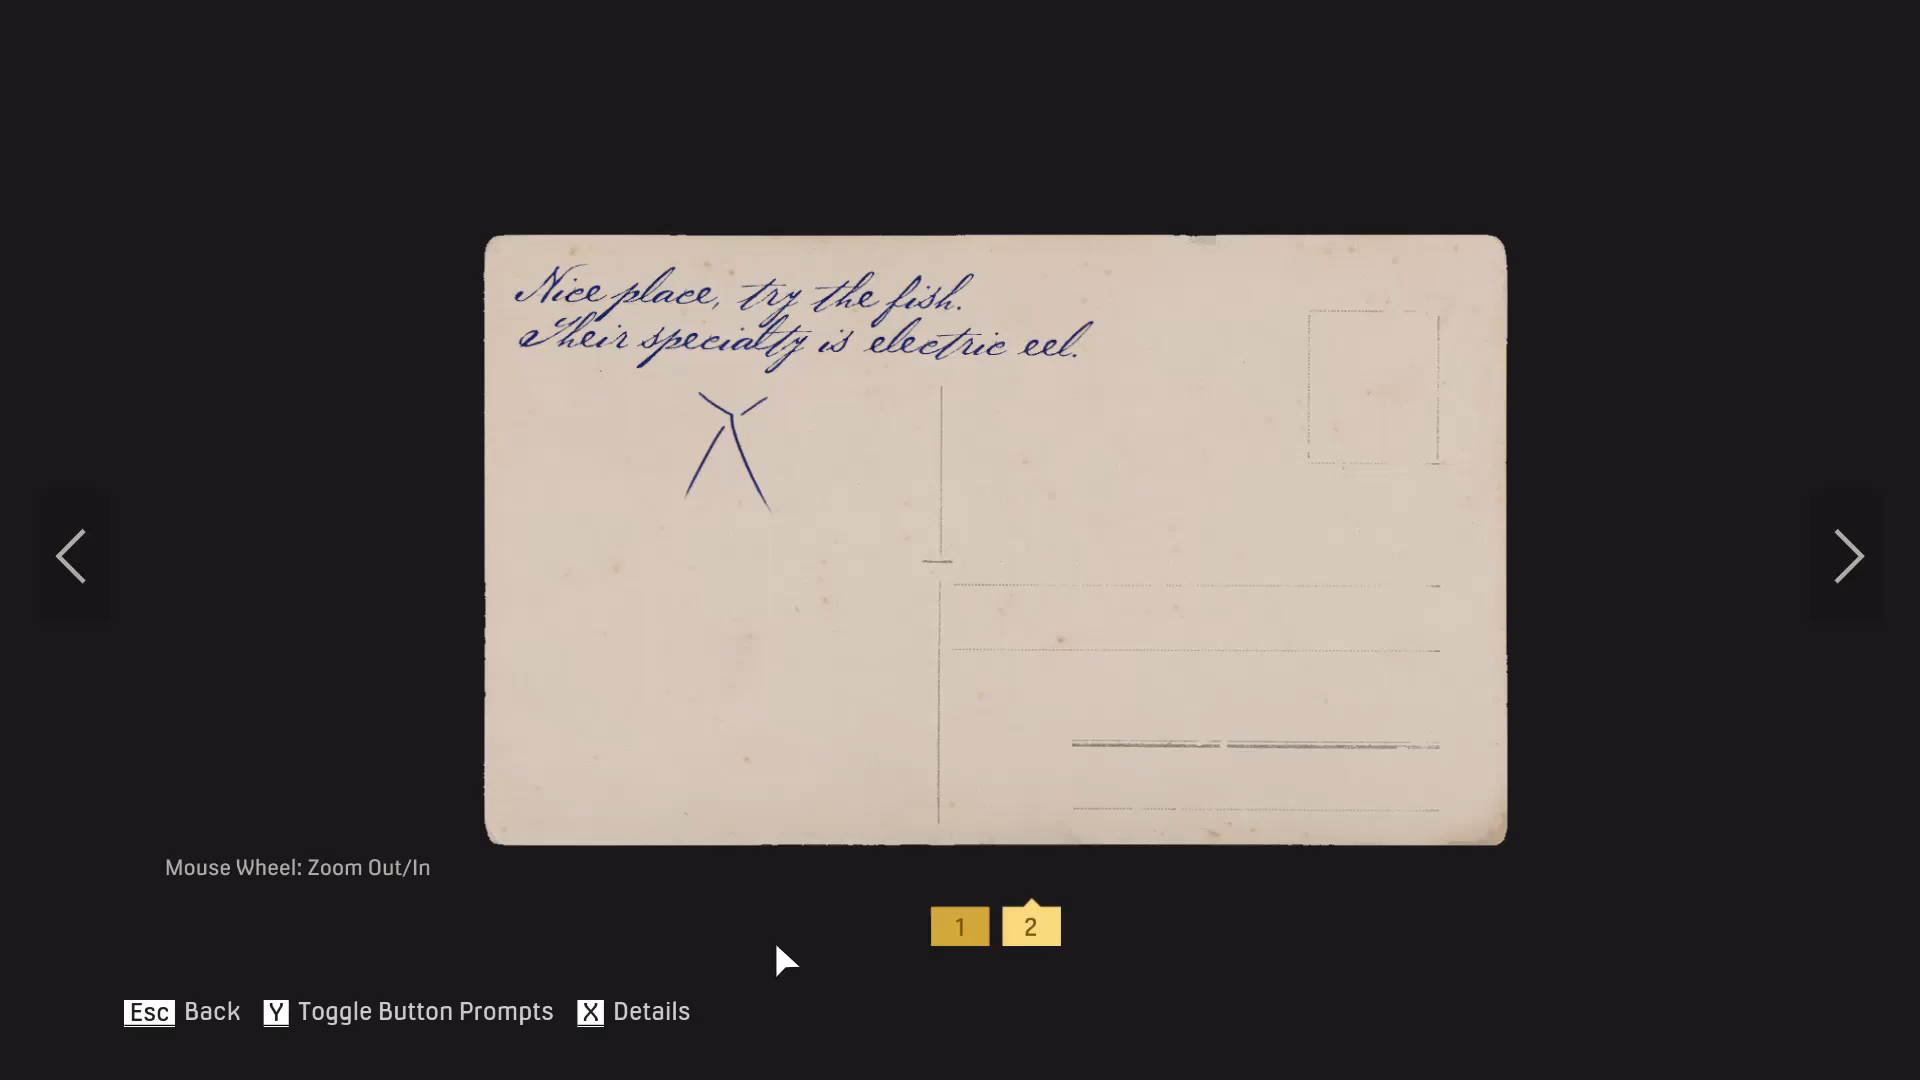 Nice place, try the fish.
Their specialty is electric eel.
Mouse Wheel: Zoom Out/In
1 2
Esc Back Y Toggle Button Prompts X Details